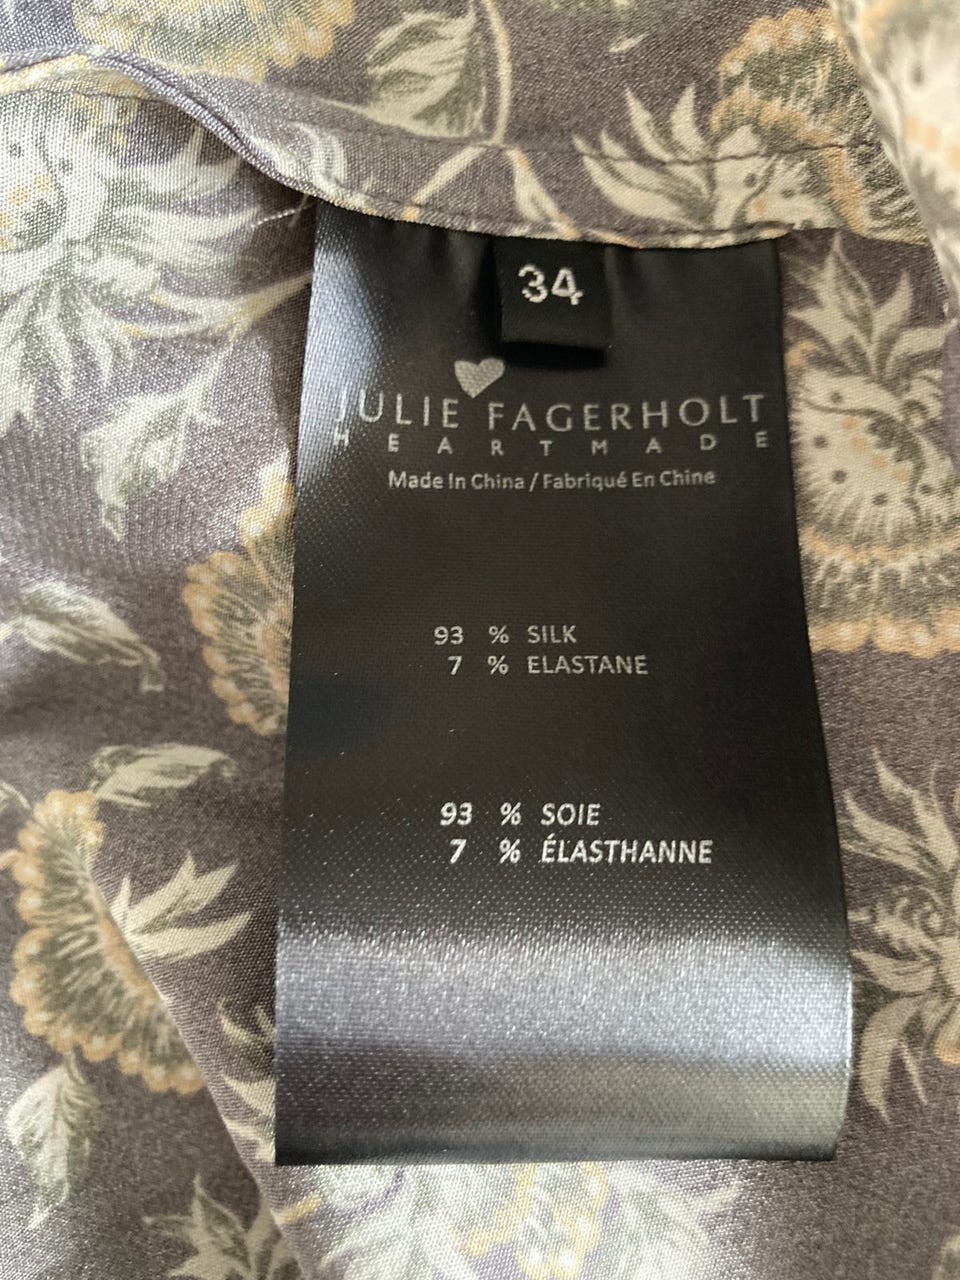 34
JULIE FAGERHOLT
HEARTMADE
Made In China / Fabriqué En Chine
93 % SILK
7 % ELASTANE
93 % SOIE
7 % ÉLASTHANNE